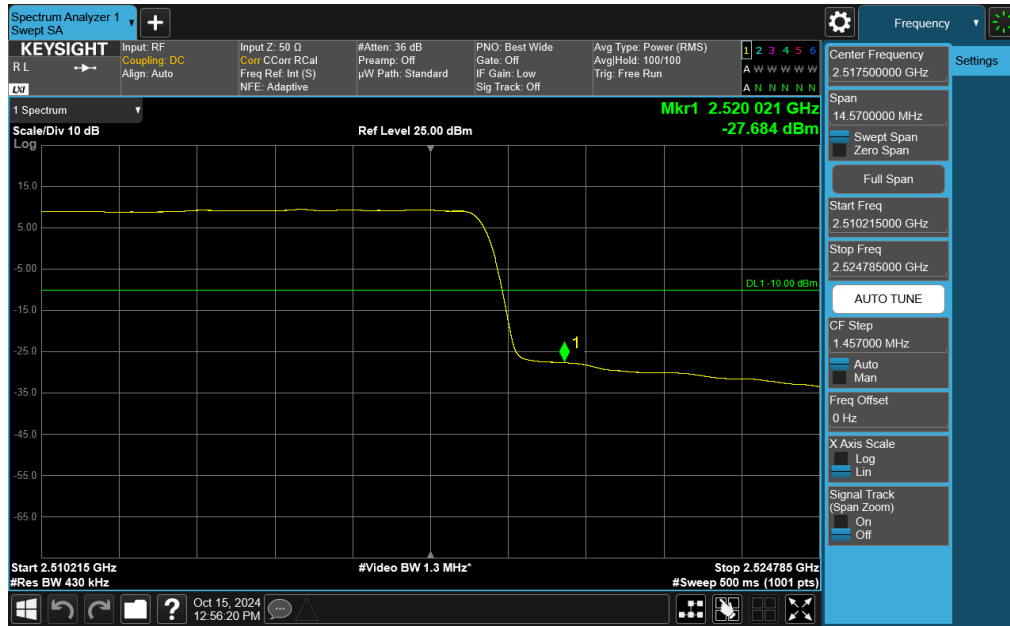 Spectrum Analyzer 1
Swept SA
Frequency
KEYSIGHT
R L
LXI
Input: RF
Coupling: DC
Align: Auto
Input Z: 50 Ω
Corr CCorr RCal
Freq Ref: Int (S)
NFE: Adaptive
#Atten: 36 dB
Preamp: Off
µW Path: Standard
PNO: Best Wide
Gate: Off
IF Gain: Low
Sig Track: Off
Avg Type: Power (RMS)
Avg|Hold: 100/100
Trig: Free Run
1 2 3 4 5 6
A W W W W W
A N N N N N
1 Spectrum
Mkr1 2.520 021 GHz
Scale/Div 10 dB
Ref Level 25.00 dBm
-27.684 dBm
Log
15.0
5.00
-5.00
DL1 -10.00 dBm
-15.0
1
-25.0
-35.0
-45.0
-55.0
-65.0
Start 2.510215 GHz
#Video BW 1.3 MHz*
Stop 2.524785 GHz
#Res BW 430 kHz
#Sweep 500 ms (1001 pts)
Oct 15, 2024
12:56:20 PM
?
Center Frequency
2.517500000 GHz
Settings
Span
14.5700000 MHz
Swept Span
Zero Span
Full Span
Start Freq
2.510215000 GHz
Stop Freq
2.524785000 GHz
AUTO TUNE
CF Step
1.457000 MHz
Auto
Man
Freq Offset
0 Hz
X Axis Scale
Log
Lin
Signal Track
(Span Zoom)
On
Off